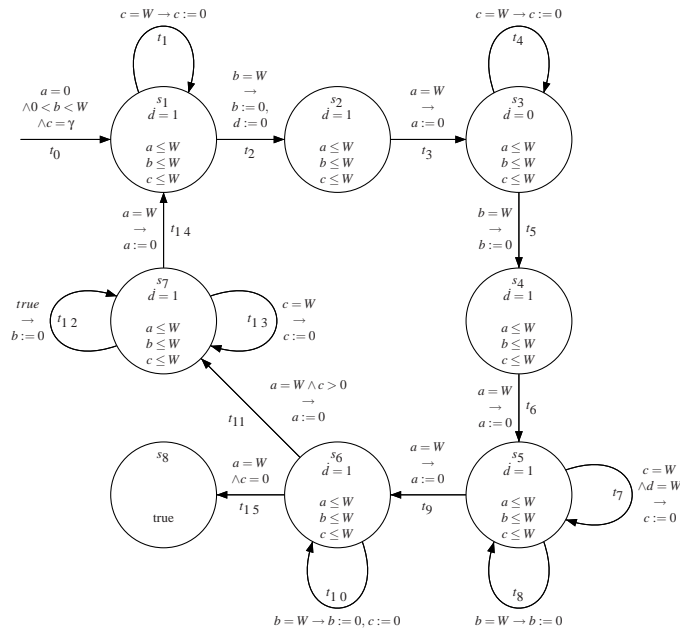 c = W → c := 0
t1
a = 0
∧0 < b < W
∧c = γ
t0
s1
ḋ = 1
a ≤ W
b ≤ W
c ≤ W
b = W
→
b := 0,
d := 0
t2
s2
ḋ = 1
a ≤ W
b ≤ W
c ≤ W
a = W
→
a := 0
t3
c = W → c := 0
t4
s3
ḋ = 0
a ≤ W
b ≤ W
c ≤ W
a = W
→
a := 0
t14
b = W
→
b := 0
t5
true
→
b := 0
t12
s7
ḋ = 1
a ≤ W
b ≤ W
c ≤ W
t13
c = W
→
c := 0
s4
ḋ = 1
a ≤ W
b ≤ W
c ≤ W
a = W ∧ c > 0
→
a := 0
t11
a = W
→
a := 0
t6
s8
true
a = W
∧c = 0
t15
s6
ḋ = 1
a ≤ W
b ≤ W
c ≤ W
a = W
→
a := 0
t9
s5
ḋ = 1
a ≤ W
b ≤ W
c ≤ W
t7
c = W
∧d = W
→
c := 0
t10
b = W → b := 0, c := 0
t8
b = W → b := 0